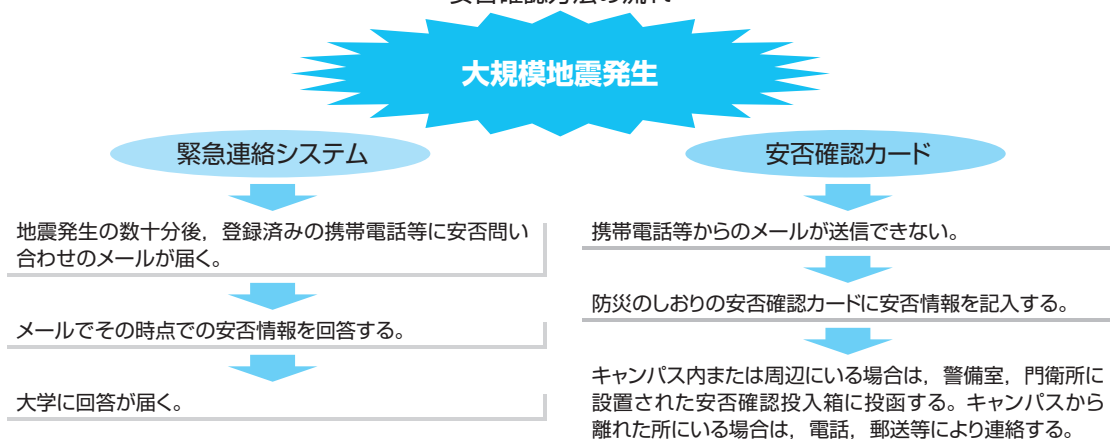 大規模地震発生
緊急連絡システム
地震発生の数十分後，登録済みの携帯電話等に安否問い
合わせのメールが届く。
メールでその時点での安否情報を回答する。
大学に回答が届く。
安否確認カード
携帯電話等からのメールが送信できない。
防災のしおりの安否確認カードに安否情報を記入する。
キャンパス内または周辺にいる場合は，警備室，門衛所に
設置された安否確認投入箱に投函する。キャンパスから
離れた所にいる場合は，電話，郵送等により連絡する。